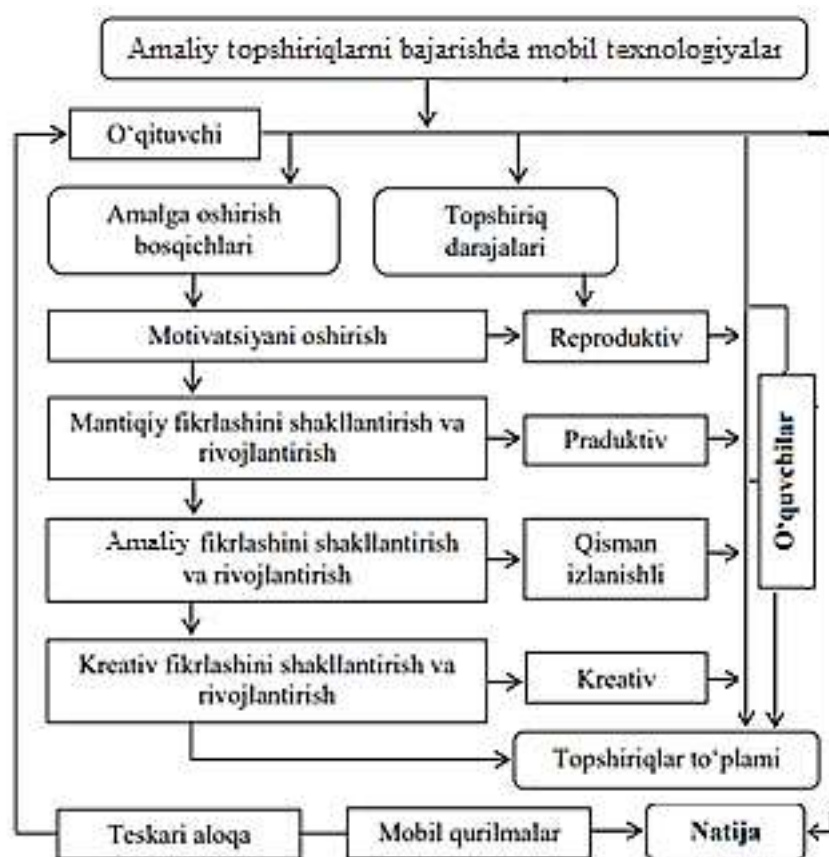 Amaliy topshiriqlarni bajarishda mobil texnologiyalar
O‘qituvchi
Amalga oshirish
bosqichlari
Topshiriq
darajalari
Motivatsiyani oshirish
Reproduktiv
Mantiqiy fikrlashini shakllantirish va
rivojlantirish
Praduktiv
Amaliy fikrlashini shakllantirish
va rivojlantirish
Qisman
izlanishli
Kreativ fikrlashini shakllantirish va
rivojlantirish
Kreativ
O‘quvchilar
Topshiriqlar to‘plami
Teskari aloqa
Mobil qurilmalar
Natija